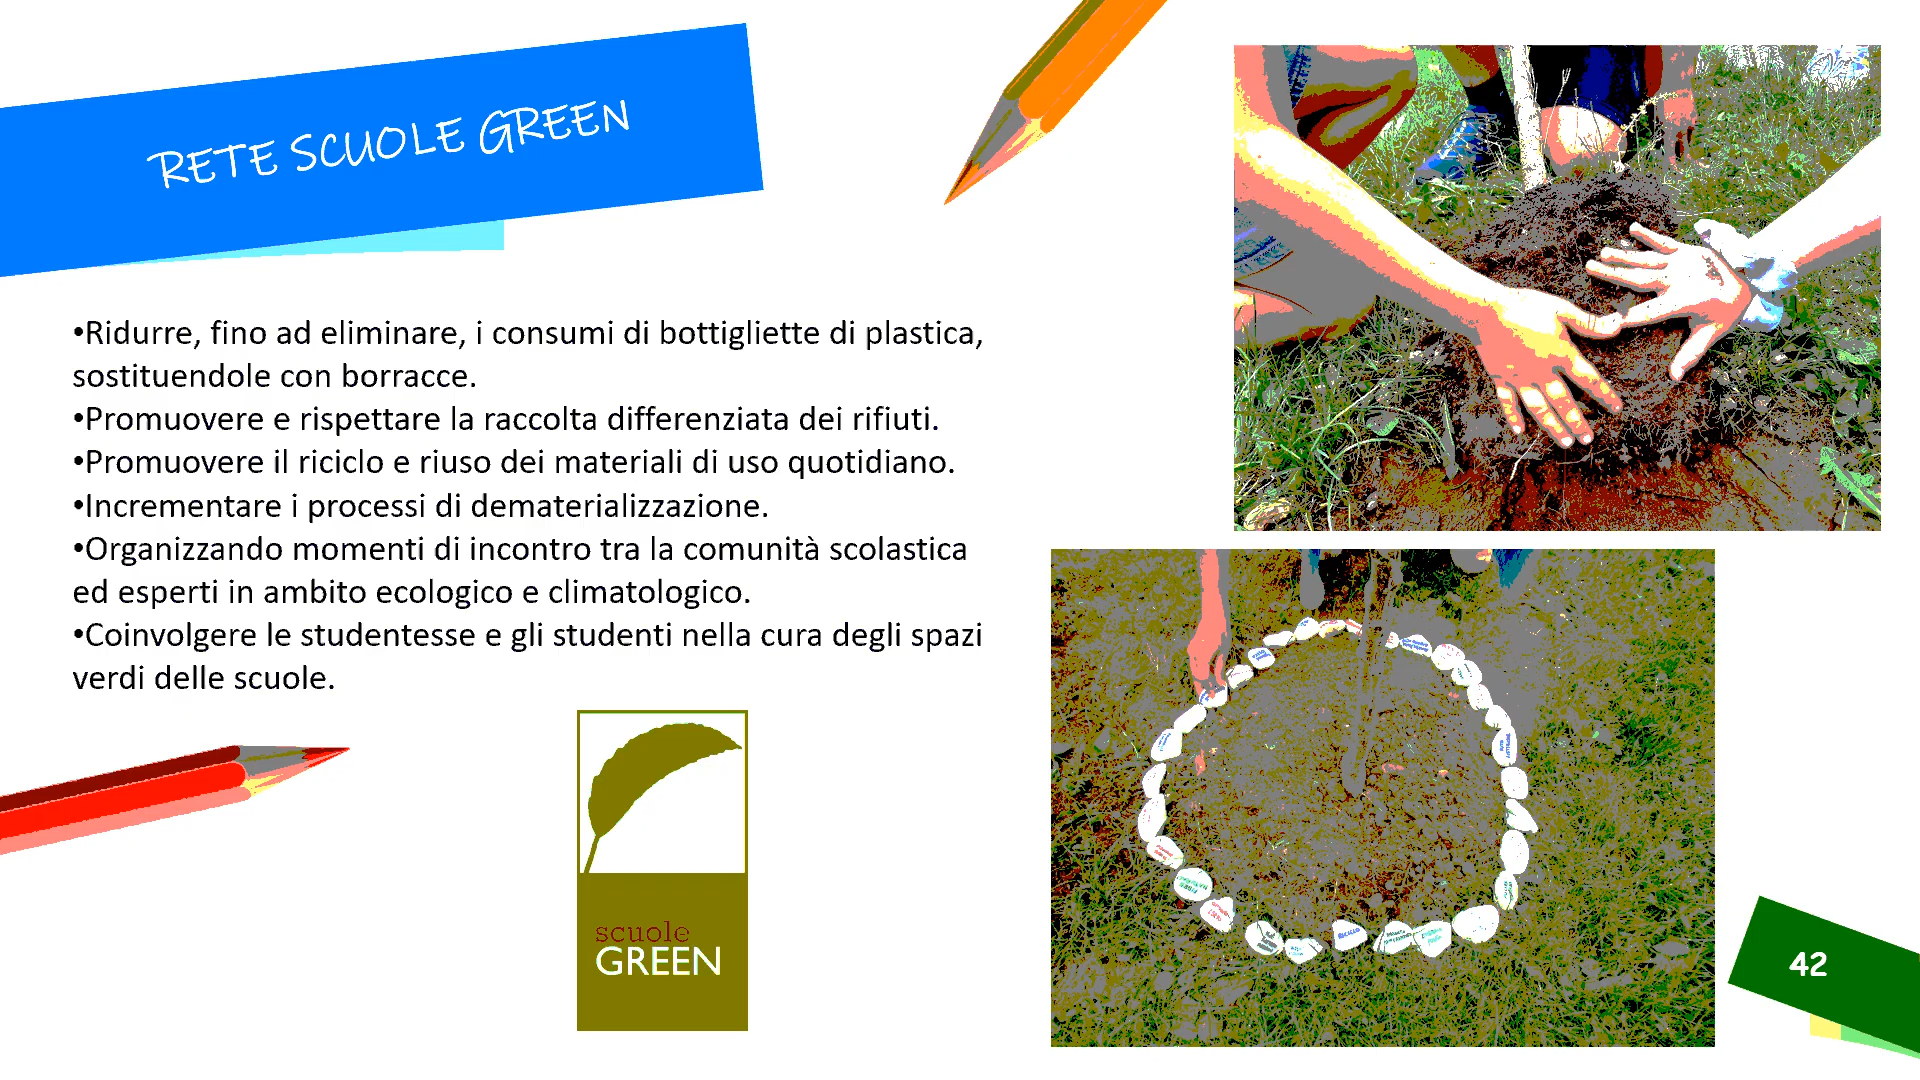 RETE SCUOLE GREEN
•Ridurre, fino ad eliminare, i consumi di bottigliette di plastica,
sostituendole con borracce.
•Promuovere e rispettare la raccolta differenziata dei rifiuti.
•Promuovere il riciclo e riuso dei materiali di uso quotidiano.
•Incrementare i processi di dematerializzazione.
•Organizzando momenti di incontro tra la comunità scolastica
ed esperti in ambito ecologico e climatologico.
•Coinvolgere le studentesse e gli studenti nella cura degli spazi
verdi delle scuole.
scuole
GREEN
RICICLO
42